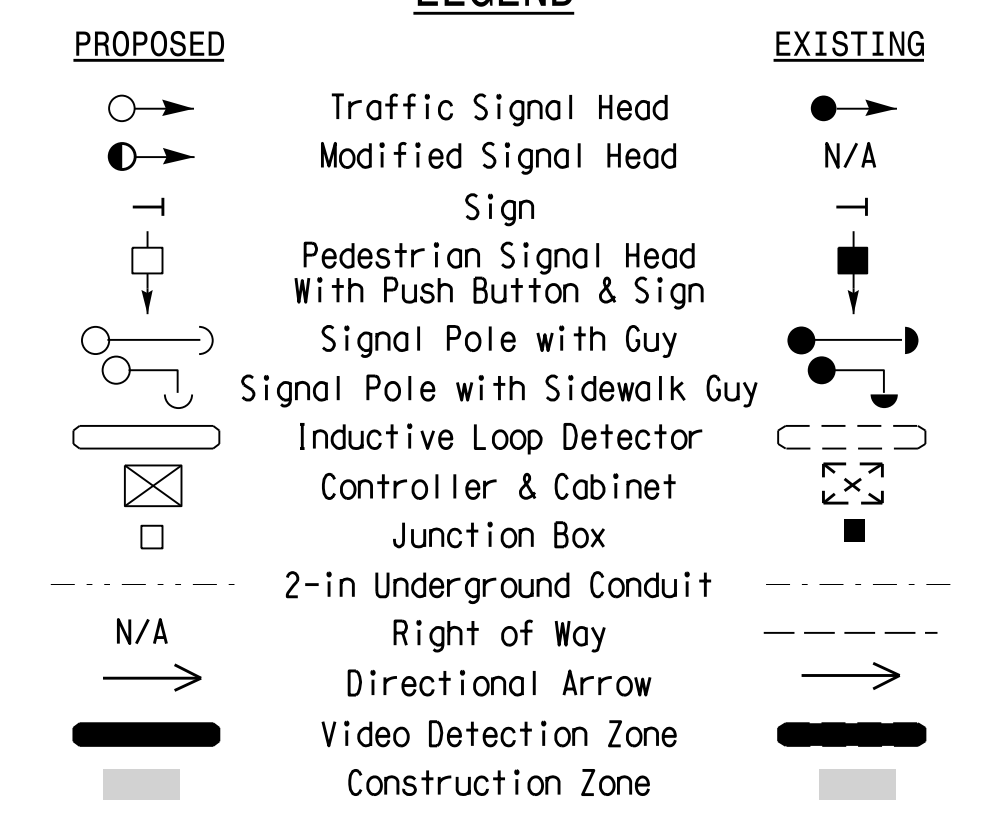 LEGEND
PROPOSED EXISTING
Traffic Signal Head
Modified Signal Head N/A
Sign
Pedestrian Signal Head
With Push Button & Sign
Signal Pole with Guy
Signal Pole with Sidewalk Guy
Inductive Loop Detector
Controller & Cabinet
Junction Box
2-in Underground Conduit
N/A Right of Way
Directional Arrow
Video Detection Zone
Construction Zone